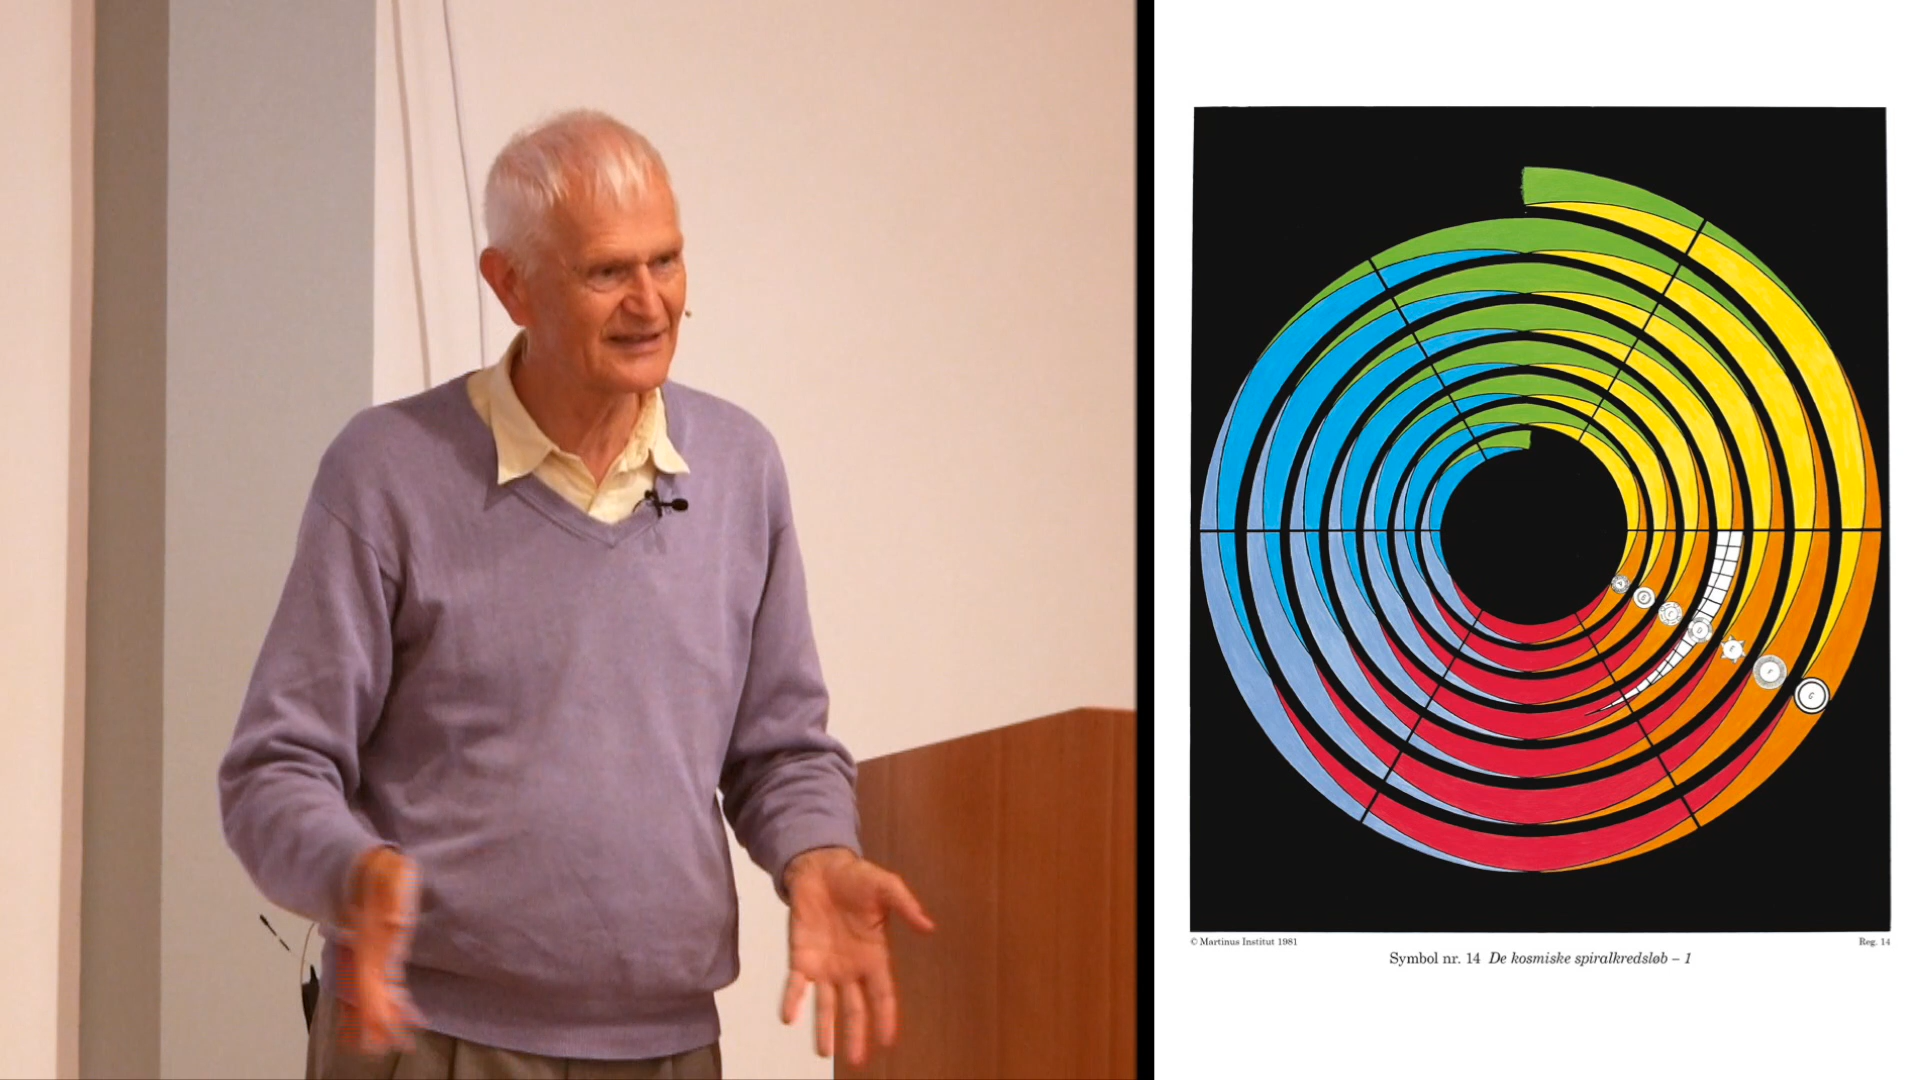 © Martinus Institut 1981
Reg. 14
Symbol nr. 14 De kosmiske spiralkredsløb – 1